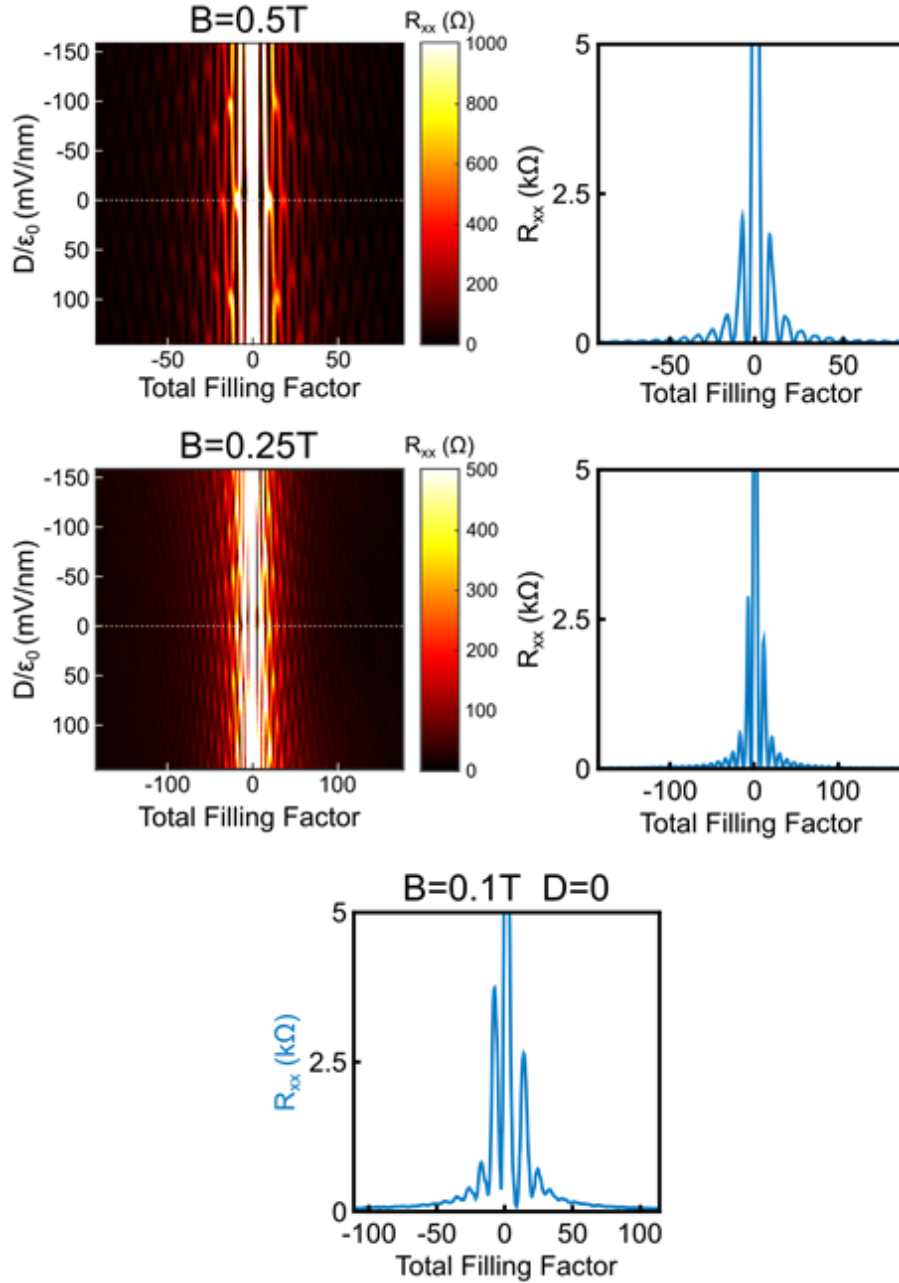 B=0.5T
Rxx (Ω)
-150
-100
-50
0
50
100
D/ε0 (mV/nm)
-50 0 50
Total Filling Factor
1000
800
600
400
200
0
5
2.5
0
Rxx (kΩ)
-50 0 50
Total Filling Factor
B=0.25T
Rxx (Ω)
-150
-100
-50
0
50
100
D/ε0 (mV/nm)
-100 0 100
Total Filling Factor
500
400
300
200
100
0
5
2.5
0
Rxx (kΩ)
-100 0 100
Total Filling Factor
B=0.1T D=0
5
2.5
0
Rxx (kΩ)
-100 -50 0 50 100
Total Filling Factor